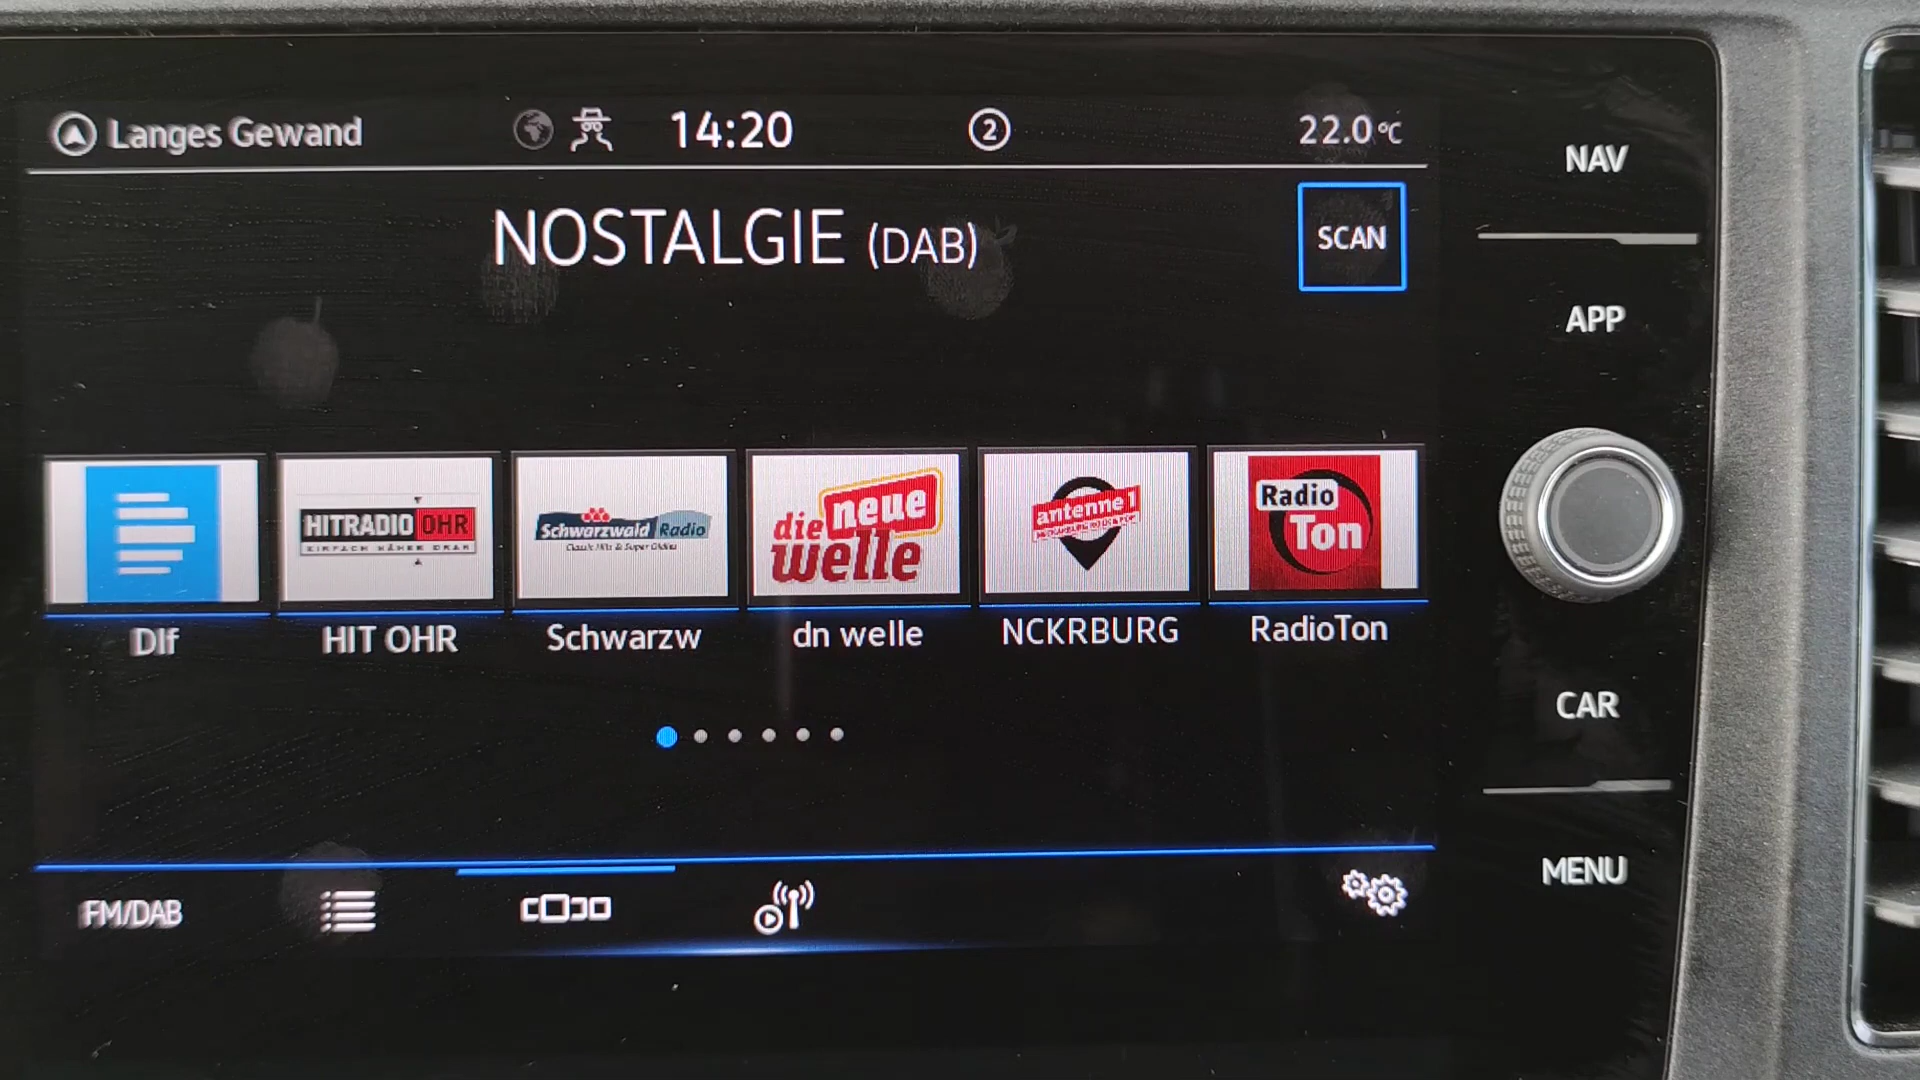 Langes Gewand 14:20 2 22.0°C
NOSTALGIE (DAB)
SCAN
NAV
APP
HITRADIO OHR
EINFACH NÄHER DRAN
Schwarzwald Radio
Classic Hits & Super Oldies
die neue welle
antenne 1
Radio Ton
Dlf
HIT OHR
Schwarzw
dn welle
NCKRBURG
RadioTon
CAR
MENU
FM/DAB